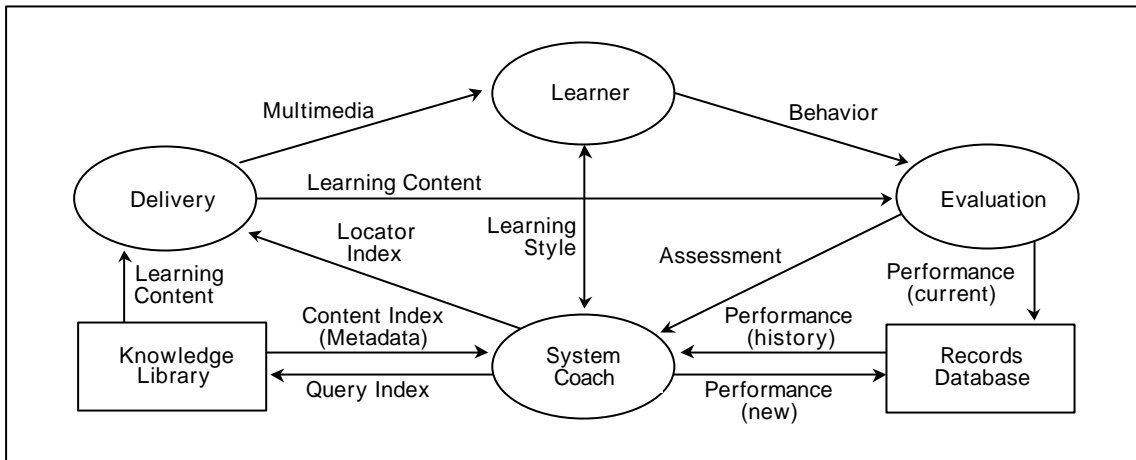 Learner
Multimedia
Behavior
Delivery
Learning Content
Evaluation
Locator
Index
Learning
Style
Assessment
Learning
Content
Performance
(current)
Knowledge
Library
Content Index
(Metadata)
Query Index
System
Coach
Performance
(history)
Performance
(new)
Records
Database